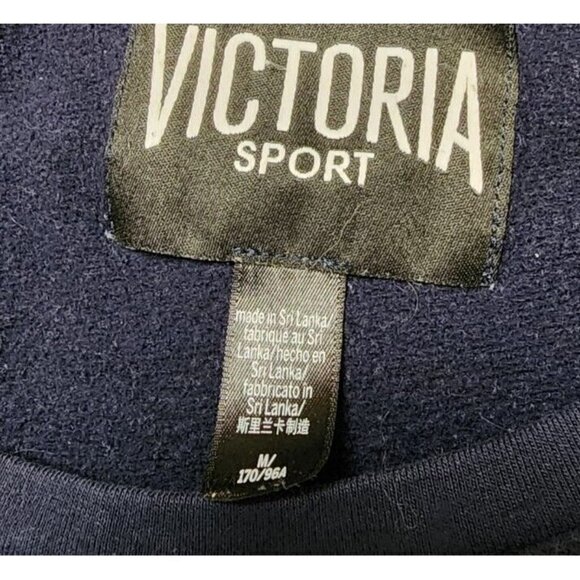 VICTORIA
SPORT
made in Sri Lanka/
fabriqué au Sri
Lanka/hecho en
Sri Lanka/
fabbricato in
Sri Lanka/
斯里兰卡制造
M/
170/96A